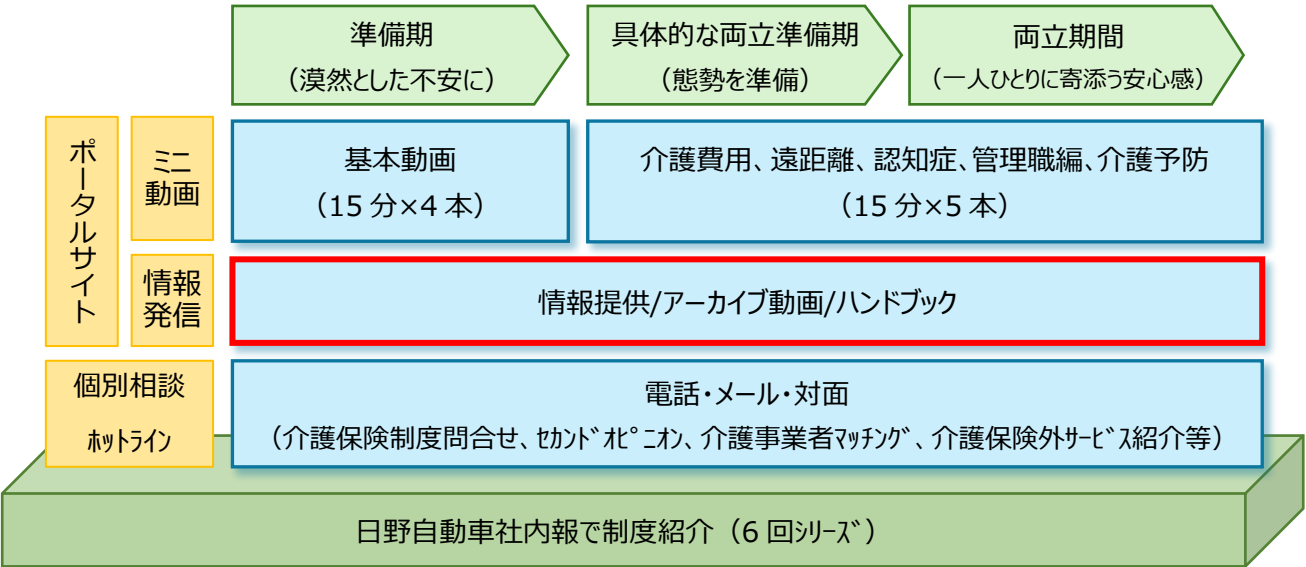 準備期
（漠然とした不安に）
具体的な両立準備期
（態勢を準備）
両立期間
（一人ひとりに寄添う安心感）
ポータルサイト
ミニ
動画
基本動画
（15分×4本）
介護費用、遠距離、認知症、管理職編、介護予防
（15分×5本）
情報
発信
情報提供/アーカイブ動画/ハンドブック
個別相談
ﾎｯﾄﾗｲﾝ
電話・メール・対面
（介護保険制度問合せ、ｾｶﾝﾄﾞｵﾋﾟﾆｵﾝ、介護事業者ﾏｯﾁﾝｸﾞ、介護保険外ｻｰﾋﾞｽ紹介等）
日野自動車社内報で制度紹介（6回ｼﾘｰｽﾞ）